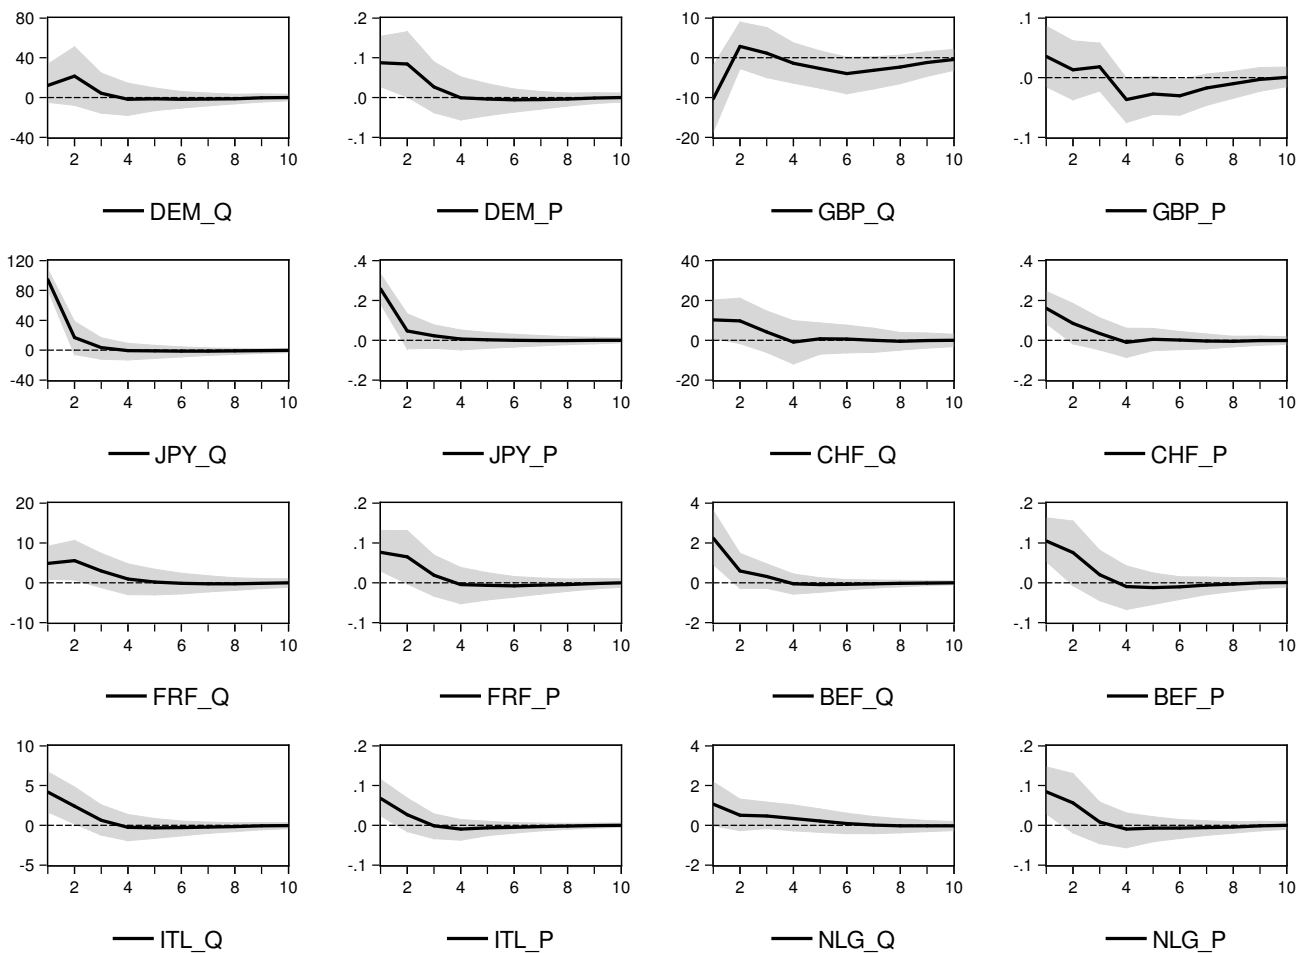 80 .2 10 .1
40 .1 0 .0
0 .0 -10
-40 -.1 -20 -.1
2 4 6 8 10 2 4 6 8 10 2 4 6 8 10 2 4 6 8 10
DEM_Q DEM_P GBP_Q GBP_P
120 .4 40 .4
80 .2 20 .2
40 .0 0 .0
0
-40 -.2 -20 -.2
2 4 6 8 10 2 4 6 8 10 2 4 6 8 10 2 4 6 8 10
JPY_Q JPY_P CHF_Q CHF_P
20 .2 4 .2
10 .1 2 .1
0 .0 0 .0
-10 -.1 -2 -.1
2 4 6 8 10 2 4 6 8 10 2 4 6 8 10 2 4 6 8 10
FRF_Q FRF_P BEF_Q BEF_P
10 .2 4 .2
5 .1 2 .1
0 .0 0 .0
-5 -.1 -2 -.1
2 4 6 8 10 2 4 6 8 10 2 4 6 8 10 2 4 6 8 10
ITL_Q ITL_P NLG_Q NLG_P